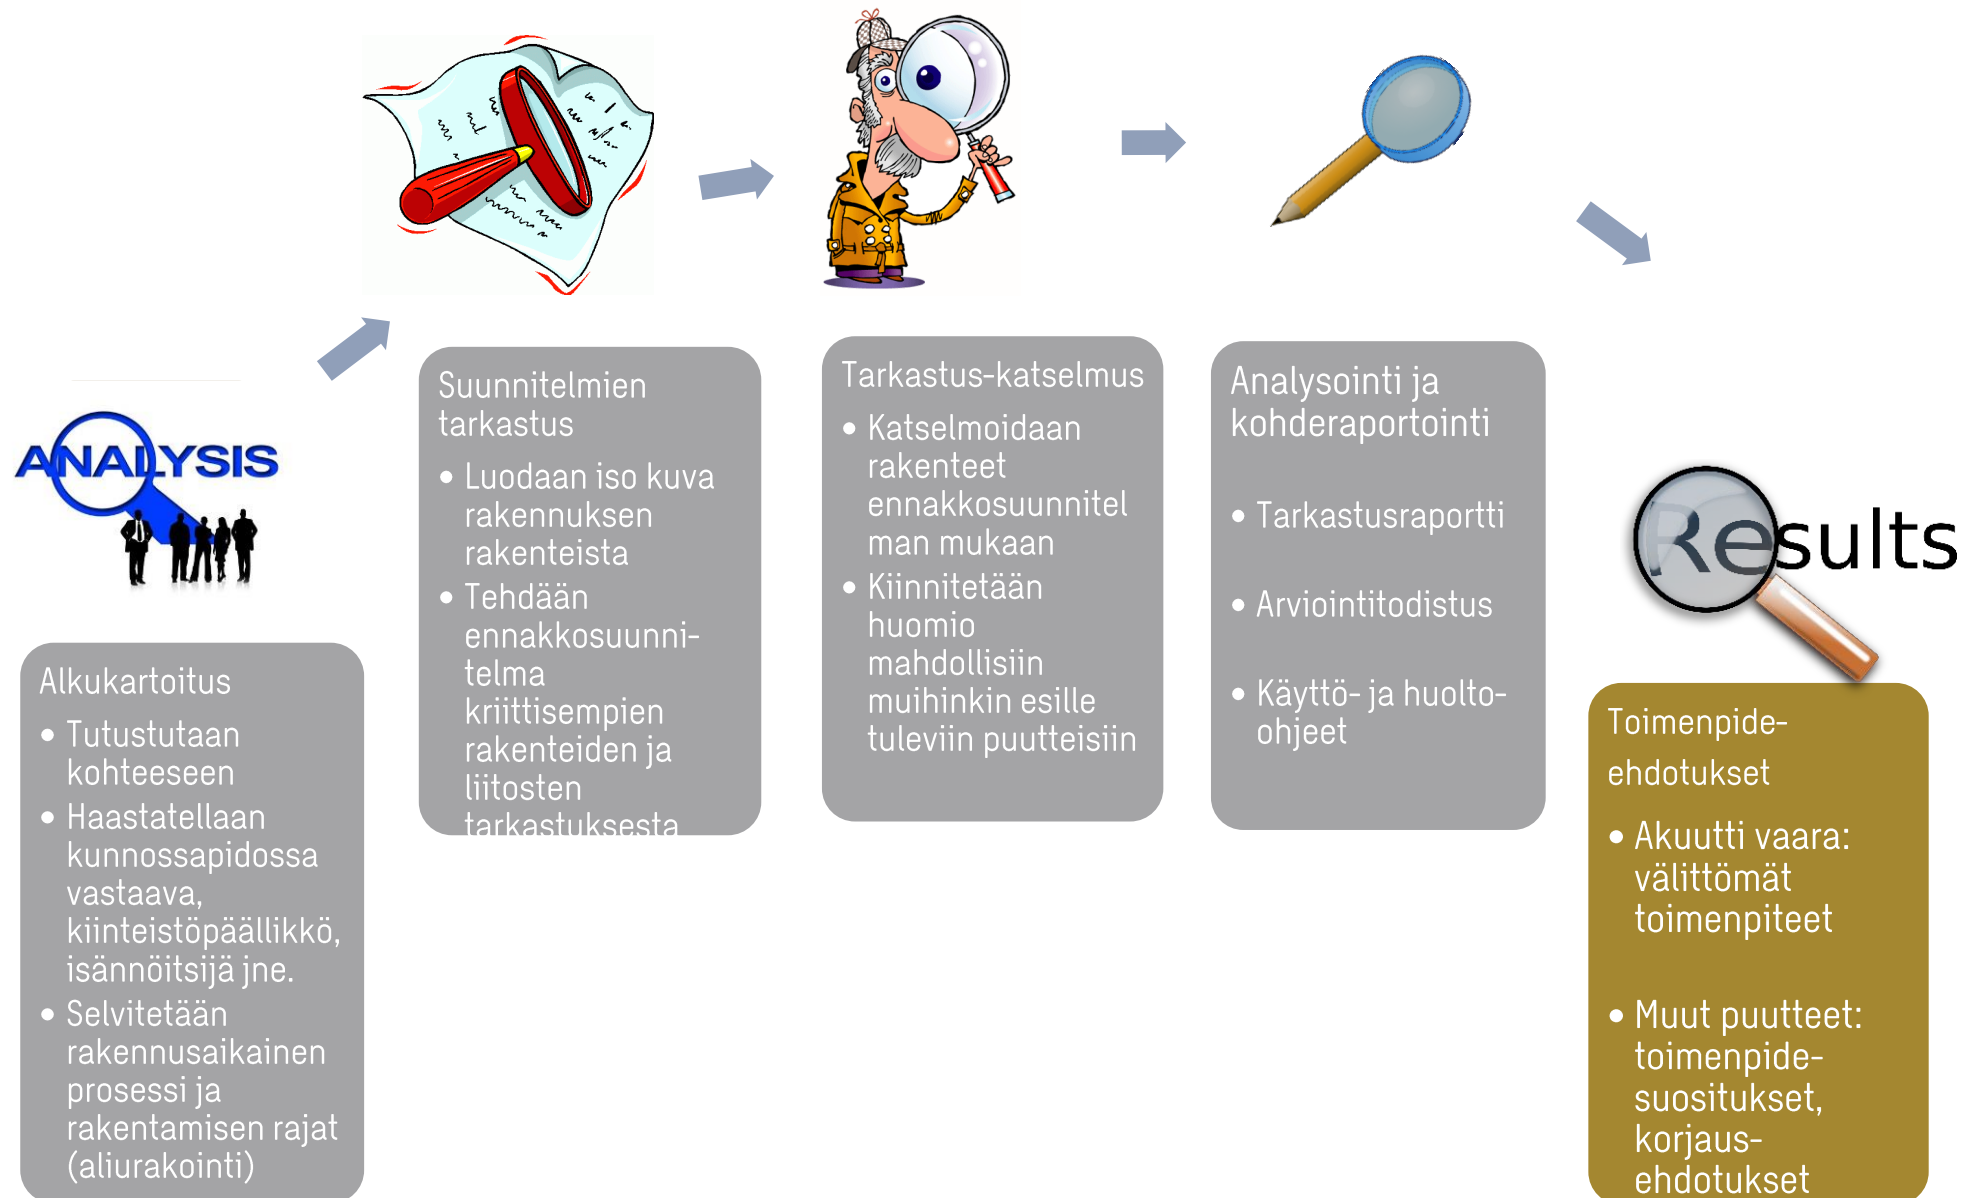 ANALYSIS
Alkukartoitus
• Tutustutaan
kohteeseen
• Haastatellaan
kunnossapidossa
vastaava,
kiinteistöpäällikkö,
isännöitsijä jne.
• Selvitetään
rakennusaikainen
prosessi ja
rakentamisen rajat
(aliurakointi)
Suunnitelmien
tarkastus
• Luodaan iso kuva
rakennuksen
rakenteista
• Tehdään
ennakkosuunni-
telma
kriittisempien
rakenteiden ja
liitosten
tarkastuksesta
Tarkastus-katselmus
• Katselmoidaan
rakenteet
ennakkosuunnitel
man mukaan
• Kiinnitetään
huomio
mahdollisiin
muihinkin esille
tuleviin puutteisiin
Analysointi ja
kohderaportointi
• Tarkastusraportti
• Arviointitodistus
• Käyttö- ja huolto-
ohjeet
Results
Toimenpide-
ehdotukset
• Akuutti vaara:
välittömät
toimenpiteet
• Muut puutteet:
toimenpide-
suositukset,
korjaus-
ehdotukset